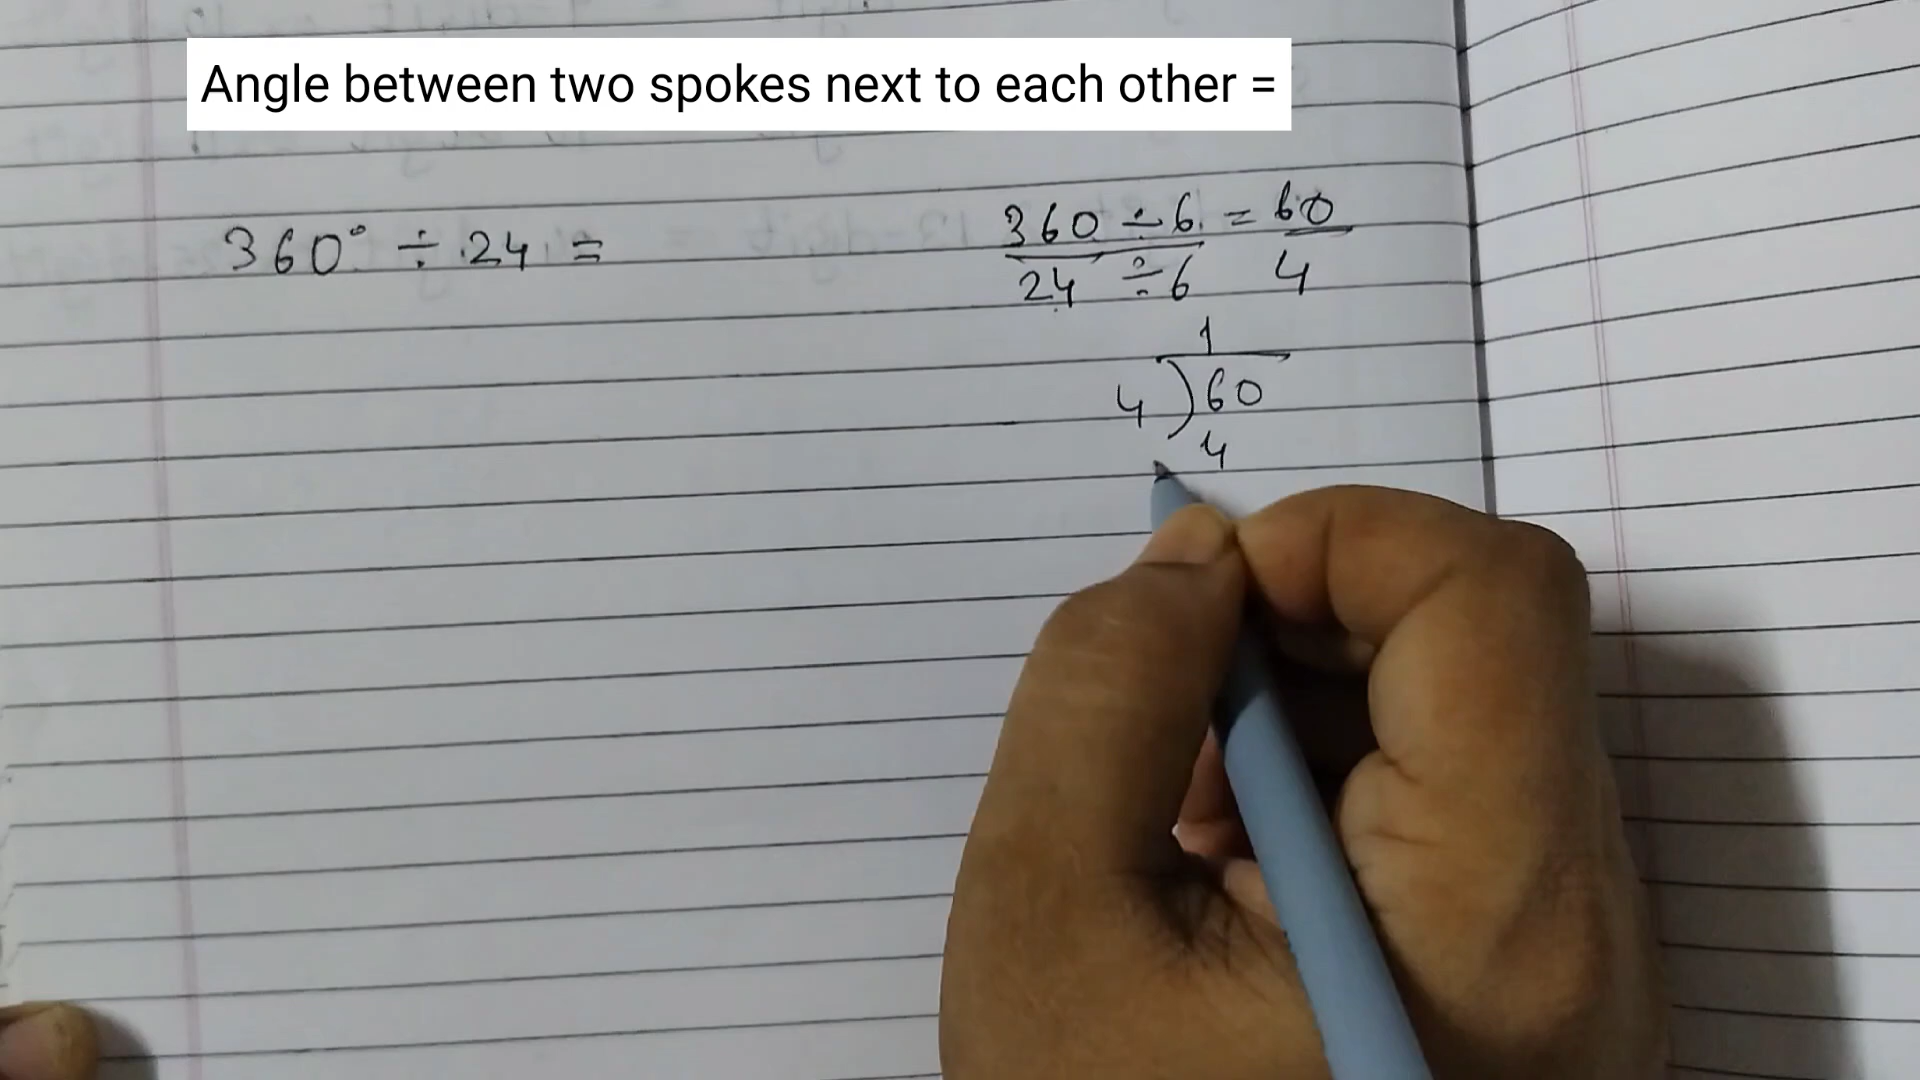 Angle between two spokes next to each other =
360° ÷ 24 =
360 ÷ 6 = 60
24 ÷ 6 4
1
4 ) 60
4